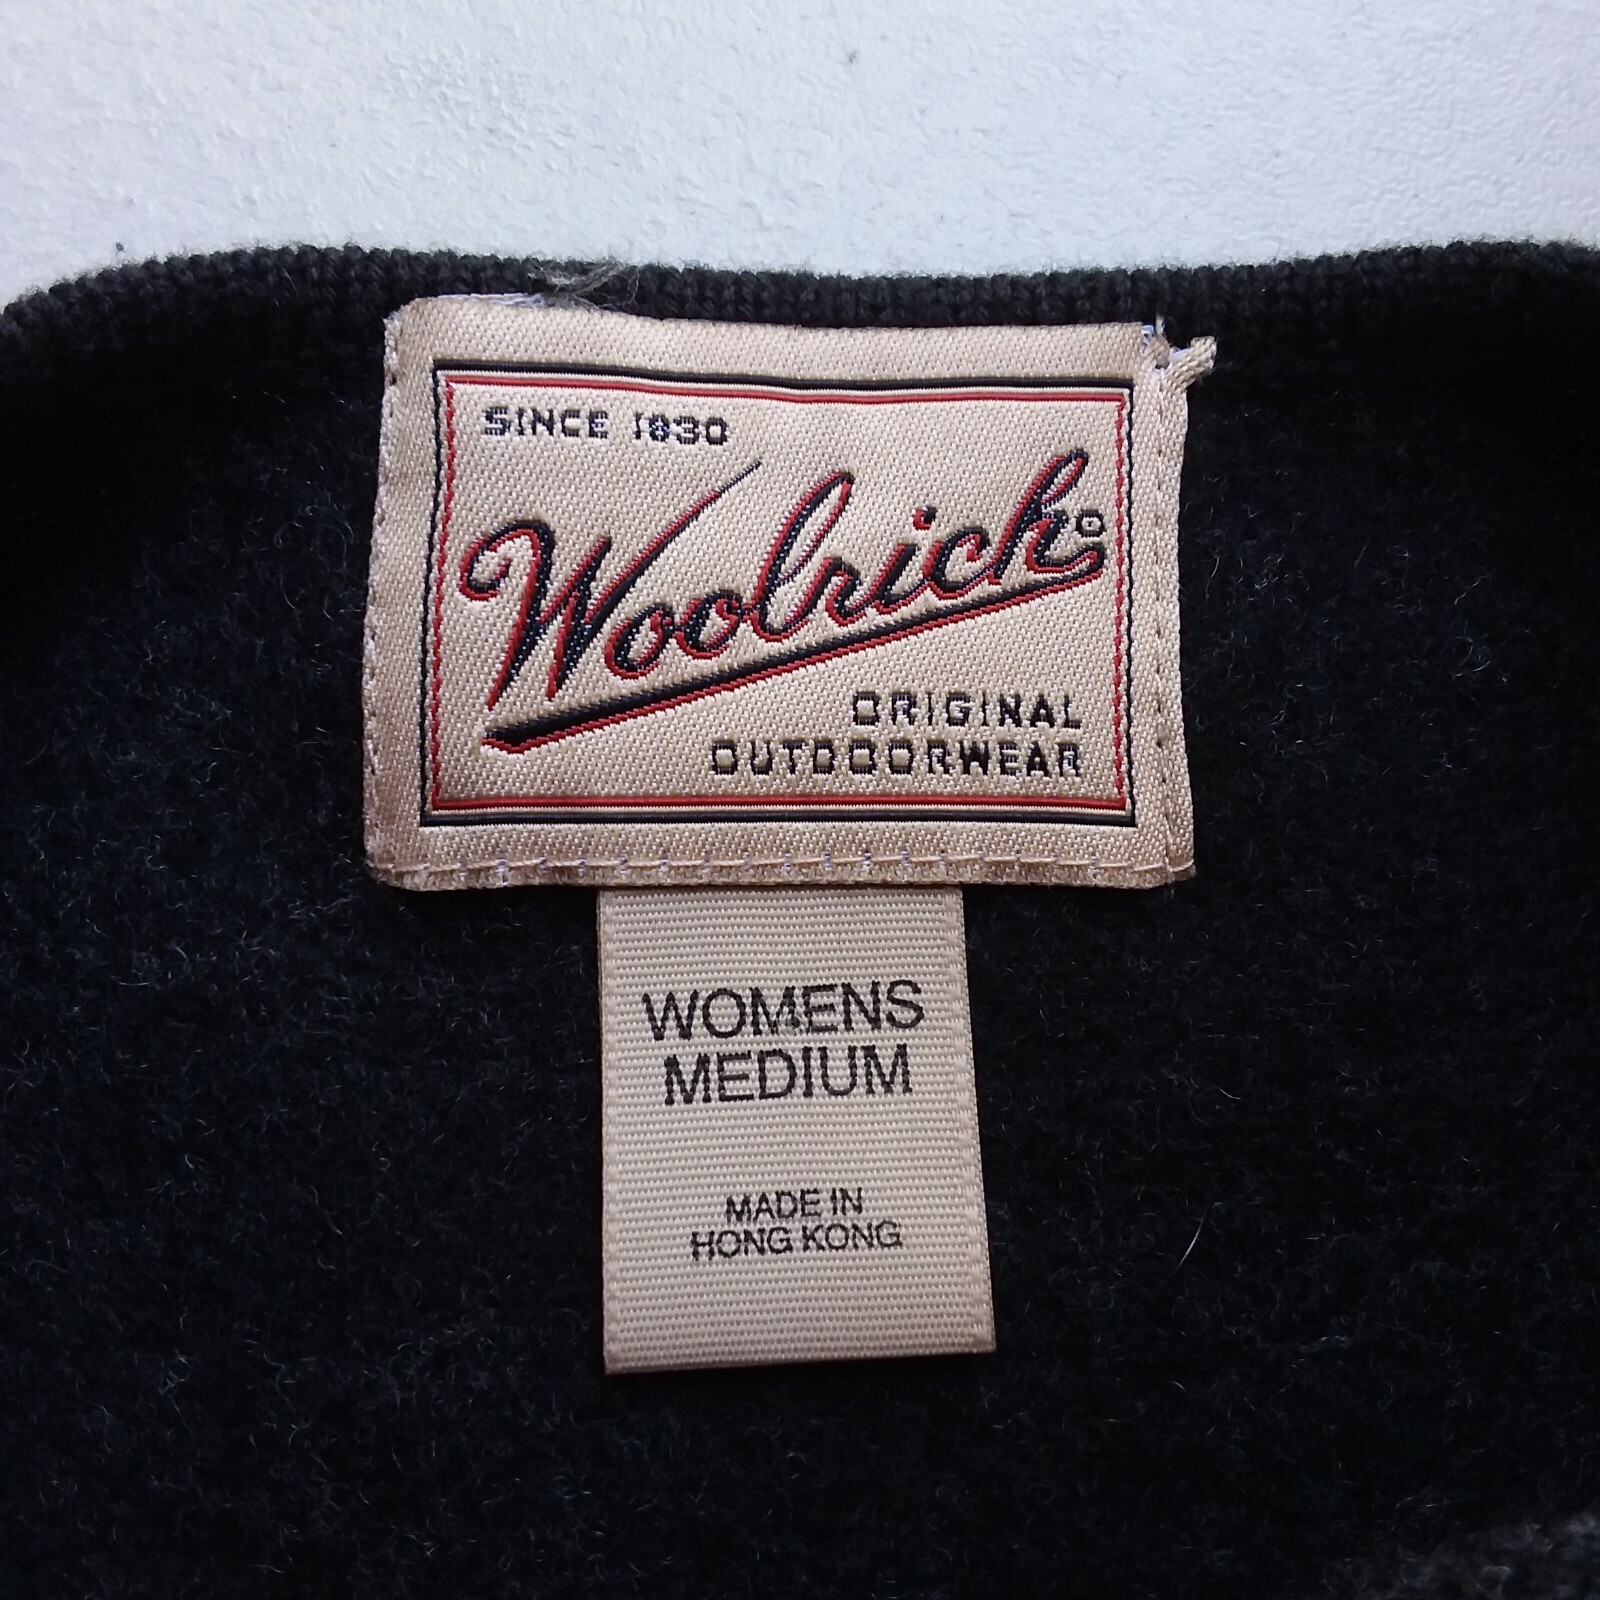 SINCE 1830
Woolrich®
ORIGINAL
OUTDOORWEAR
WOMENS
MEDIUM
MADE IN
HONG KONG